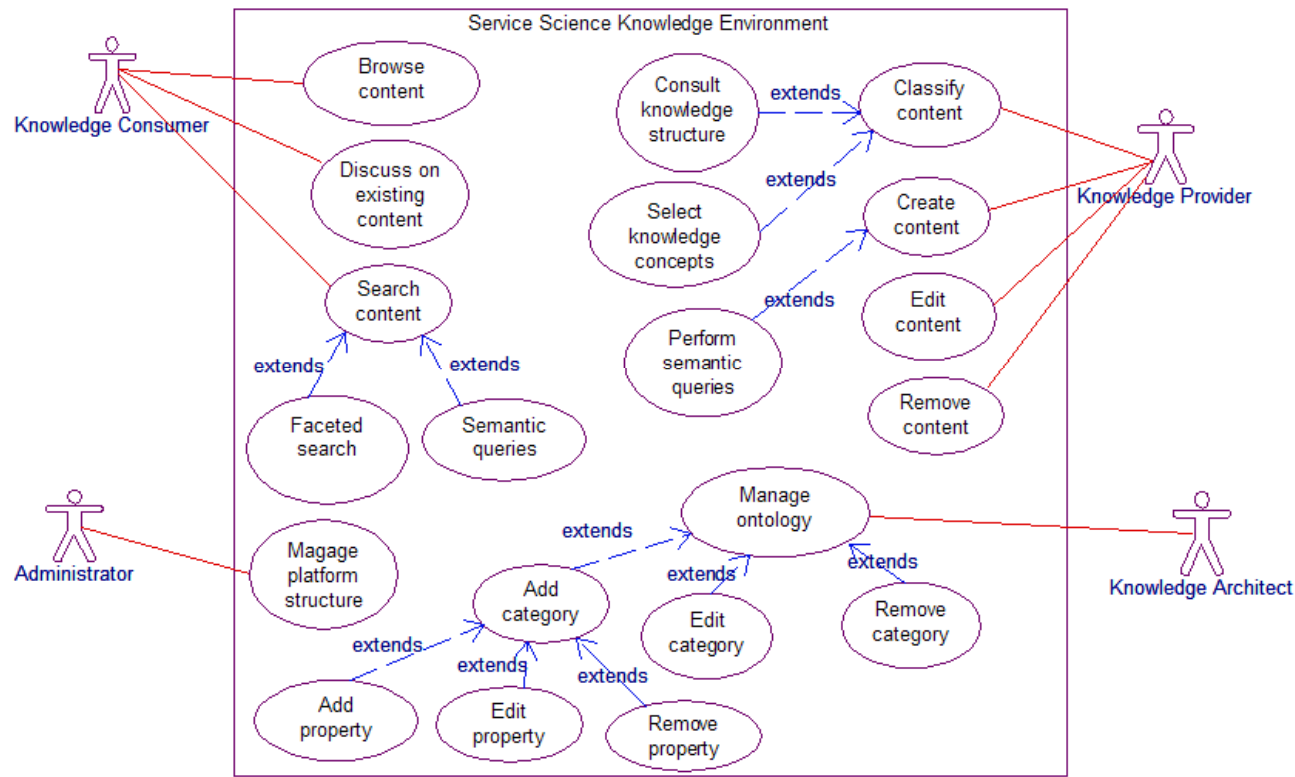 Service Science Knowledge Environment
Knowledge Consumer
Browse
content
Discuss on
existing
content
Search
content
extends
extends
Faceted
search
Semantic
queries
Consult
knowledge
structure
extends
Classify
content
extends
Select
knowledge
concepts
Create
content
extends
Perform
semantic
queries
Edit
content
Remove
content
Knowledge Provider
Administrator
Magage
platform
structure
Manage
ontology
extends
extends
extends
Add
category
Edit
category
Remove
category
Knowledge Architect
extends
extends
extends
Add
property
Edit
property
Remove
property